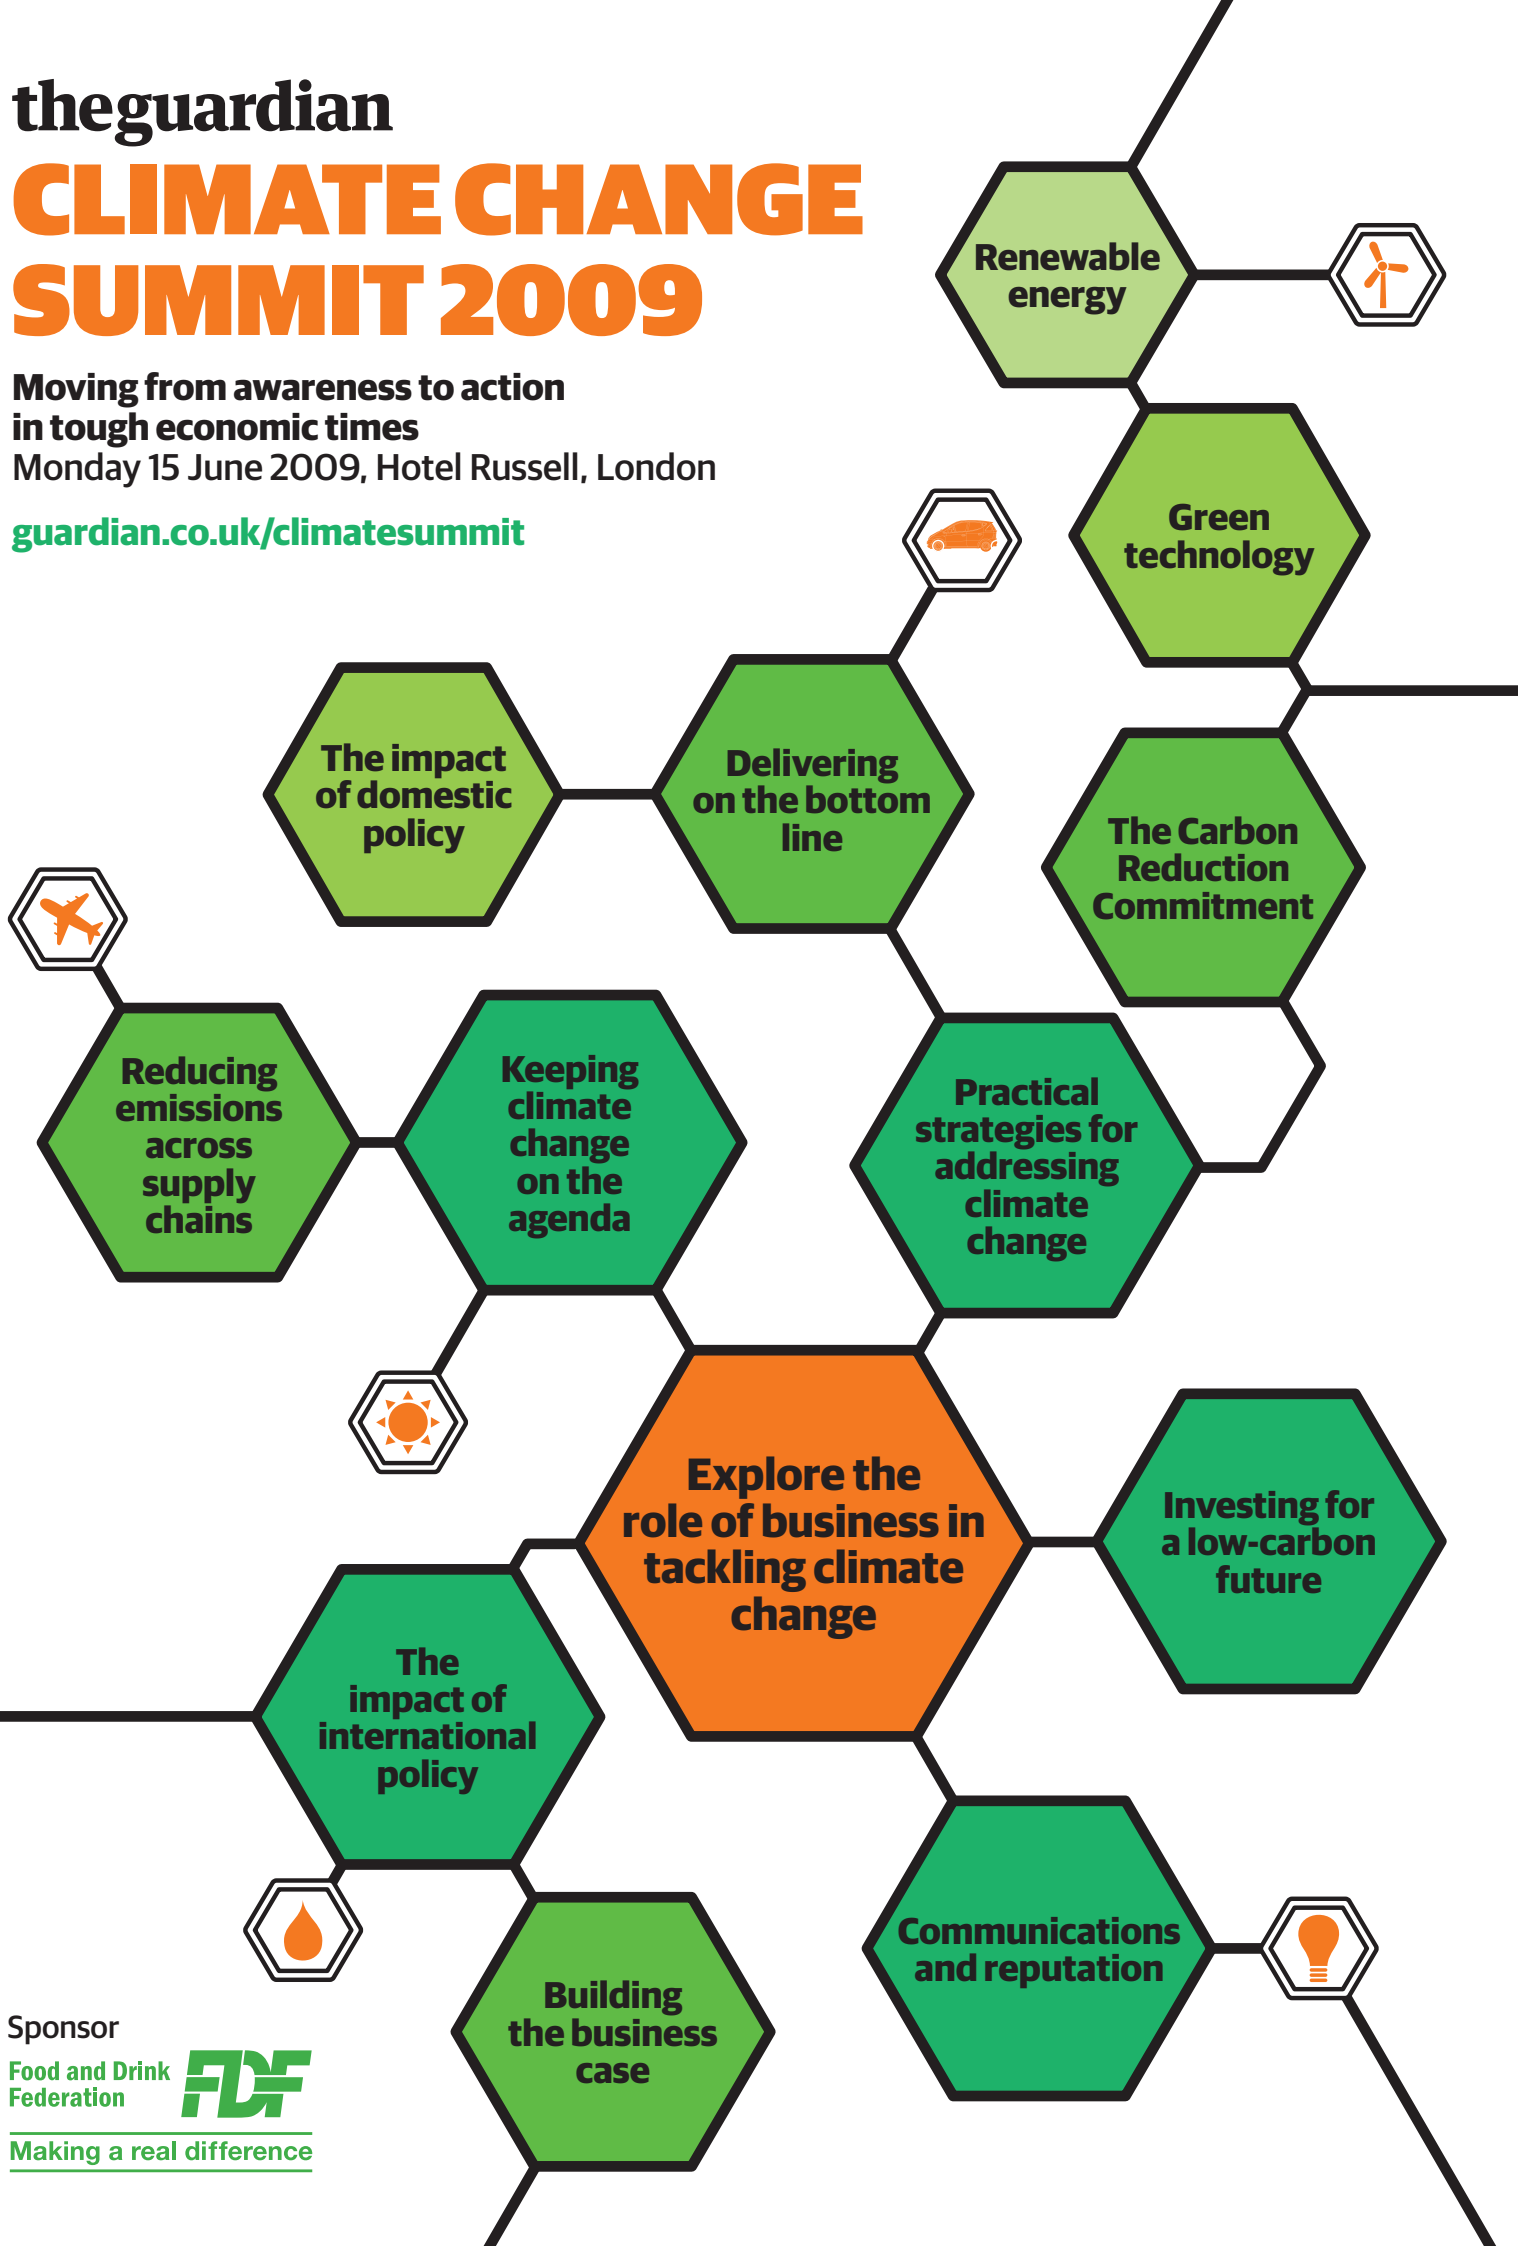 theguardian
CLIMATE CHANGE
SUMMIT 2009
Moving from awareness to action
in tough economic times
Monday 15 June 2009, Hotel Russell, London
guardian.co.uk/climatesummit
Renewable
energy
Green
technology
The impact
of domestic
policy
Delivering
on the bottom
line
The Carbon
Reduction
Commitment
Reducing
emissions
across
supply
chains
Keeping
climate
change
on the
agenda
Practical
strategies for
addressing
climate
change
Explore the
role of business in
tackling climate
change
Investing for
a low-carbon
future
The
impact of
international
policy
Communications
and reputation
Building
the business
case
Sponsor
Food and Drink
Federation
FDF
Making a real difference